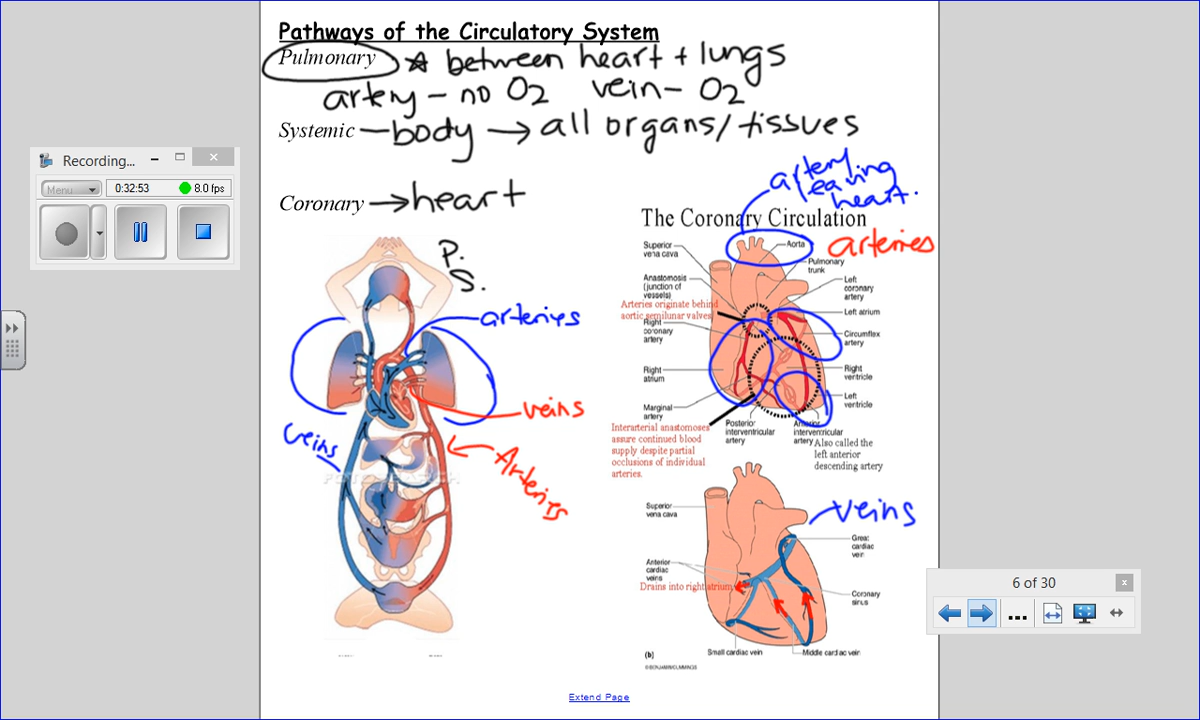 Pathways of the Circulatory System
Pulmonary ☆ between heart + lungs
artery – no O2 vein – O2
Systemic – body → all organs/tissues
Coronary → heart
Recording...
Menu
0:32:53
8.0 fps
P.
S.
arteries
veins
veins
Arteries
artery leaving heart.
The Coronary Circulation
arteries
Superior
vena cava
Aorta
Pulmonary
trunk
Anastomosis
(junction of
vessels)
Left
coronary
artery
Arteries originate behind
aortic semilunar valves
Left atrium
Right
coronary
artery
Circumflex
artery
Right
atrium
Right
ventricle
Left
ventricle
Marginal
artery
Posterior
interventricular
artery
Anterior
interventricular
artery
Also called the
left anterior
descending artery
Interarterial anastomoses
assure continued blood
supply despite partial
occlusions of individual
arteries.
Superior
vena cava
veins
Great
cardiac
vein
Anterior
cardiac
veins
Drains into right atrium
Coronary
sinus
Small cardiac vein
Middle cardiac vein
(b)
6 of 30
Extend Page